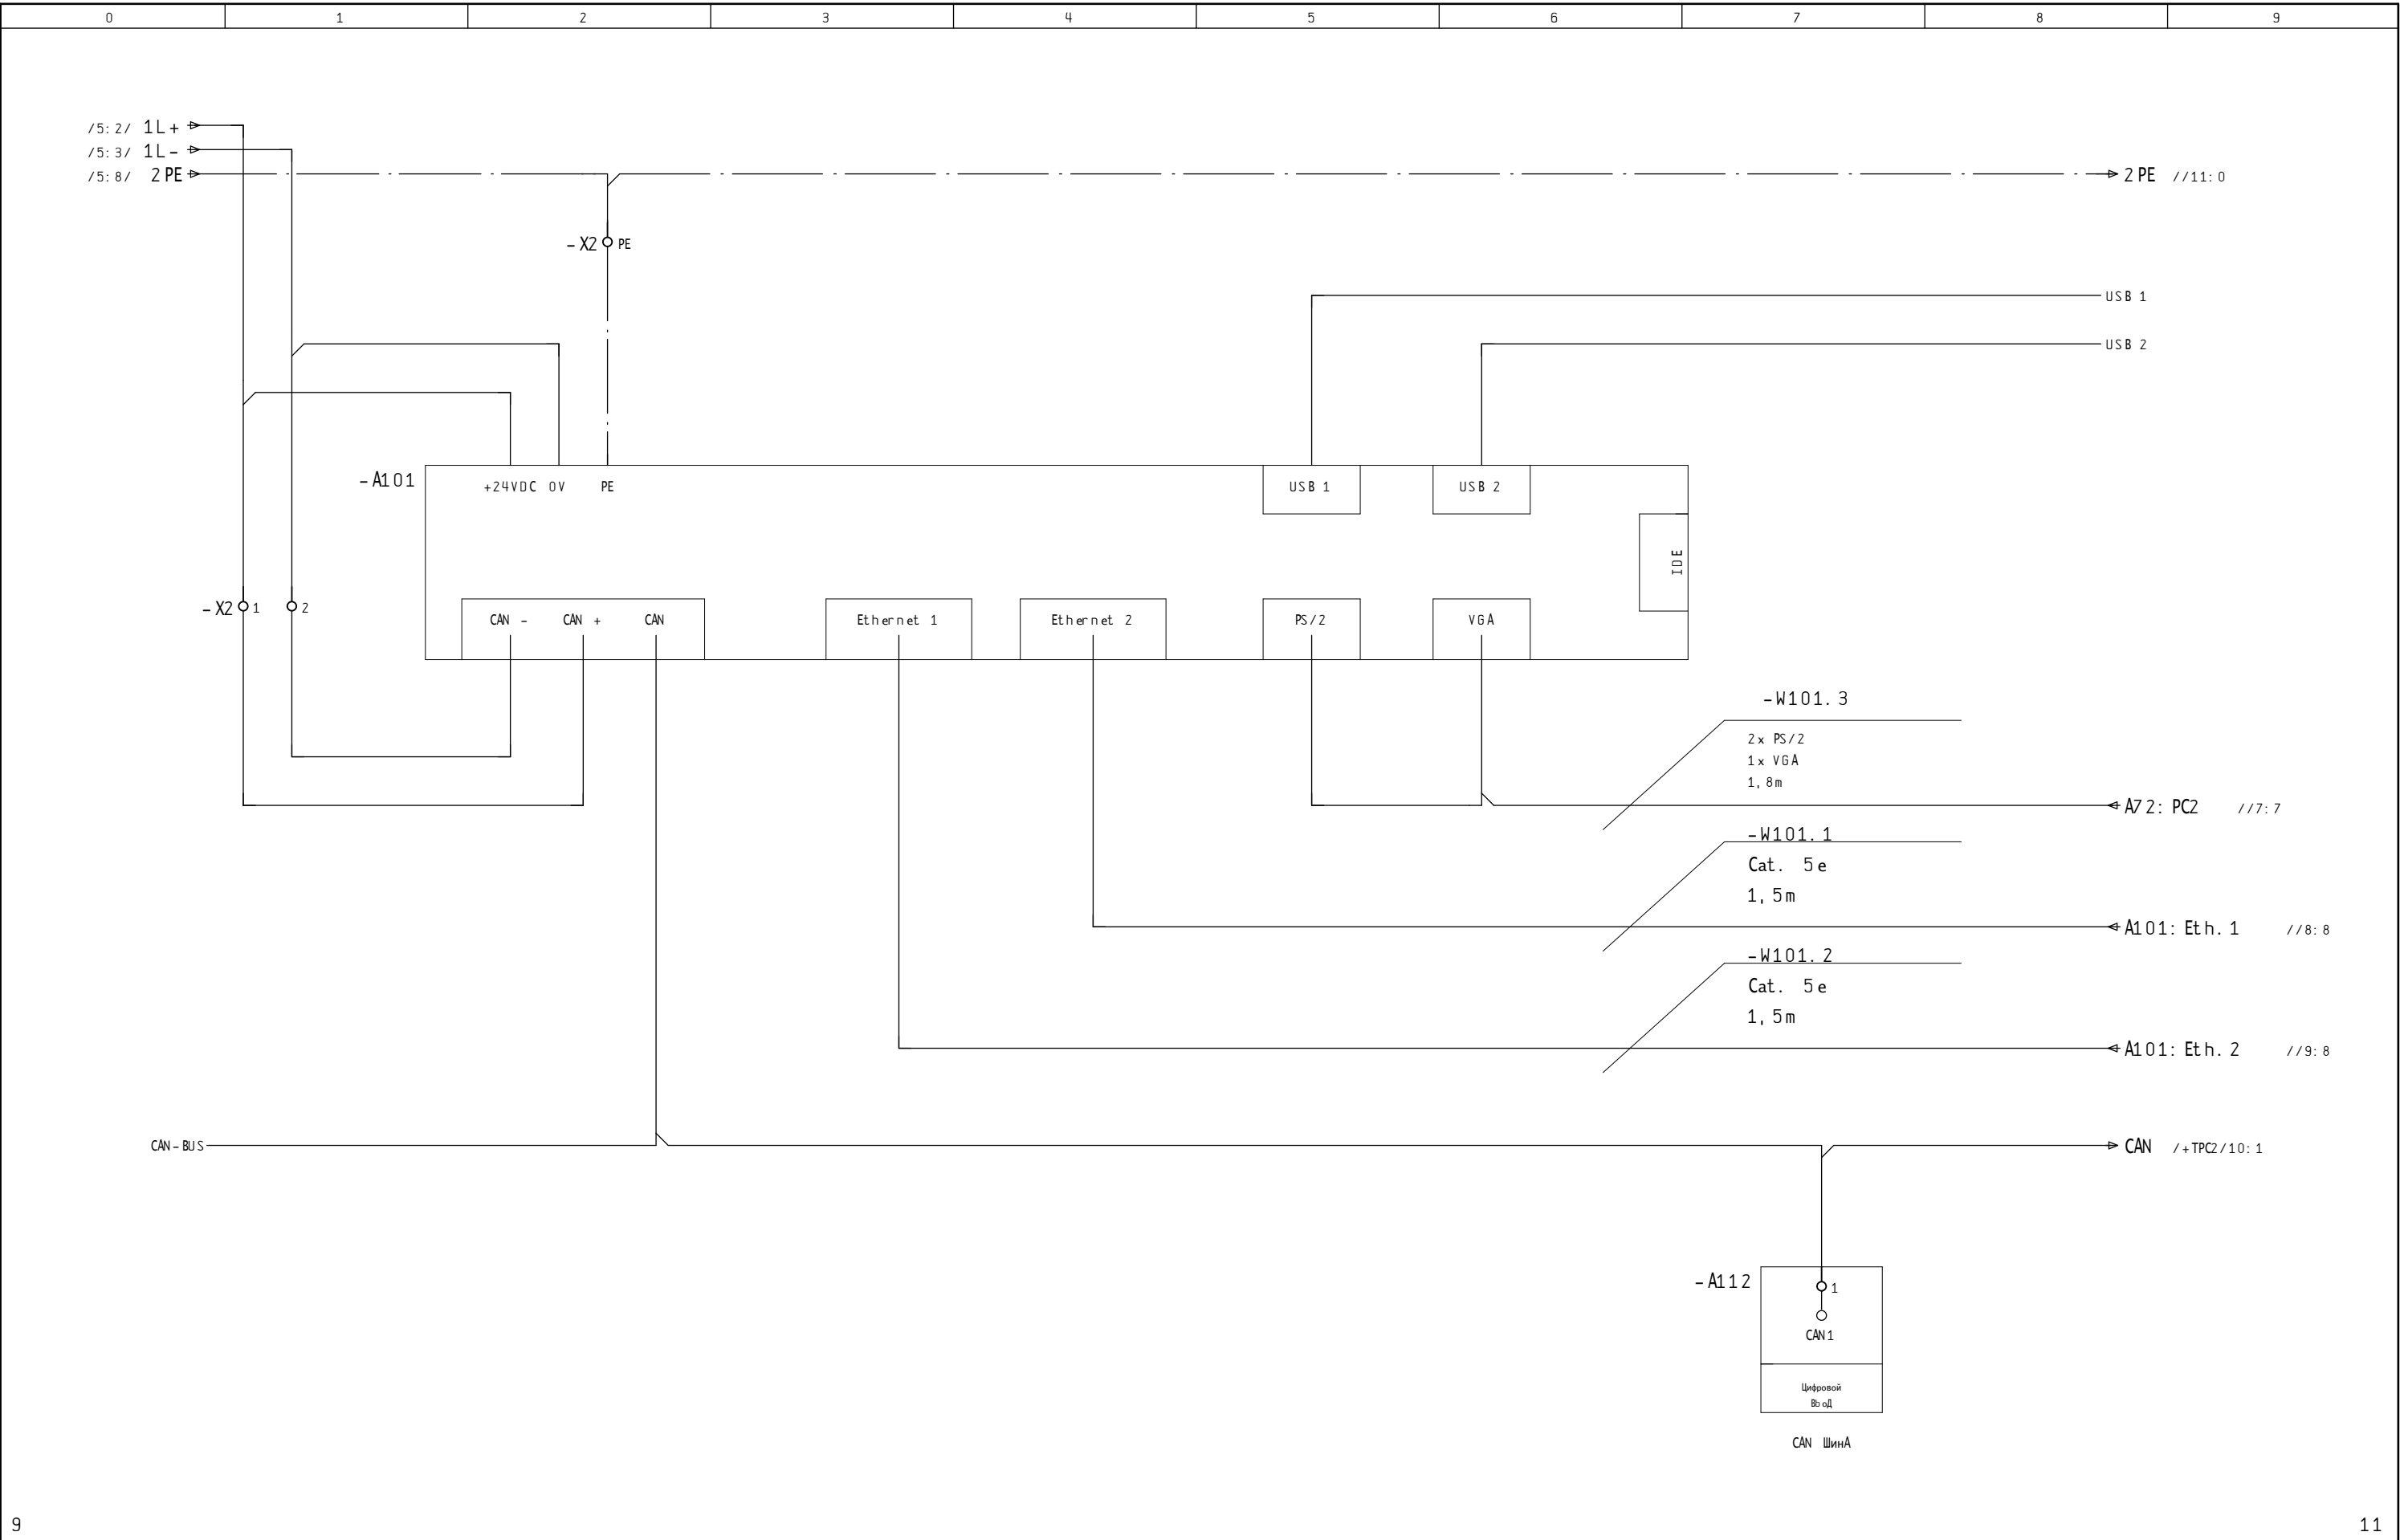 0 1 2 3 4 5 6 7 8 9
/5:2/ 1L+
/5:3/ 1L-
/5:8/ 2PE
2PE //11:0
-X2 PE
USB 1
USB 2
-A101
+24VDC 0V PE
USB 1
USB 2
IDE
-X2 1 2
CAN - CAN + CAN
Ethernet 1
Ethernet 2
PS/2
VGA
-W101.3
2x PS/2
1x VGA
1,8m
A72:PC2 //7:7
-W101.1
Cat. 5e
1,5m
A101:Eth.1 //8:8
-W101.2
Cat. 5e
1,5m
A101:Eth.2 //9:8
CAN-BUS
CAN /+TPC2/10:1
-A112
1
CAN1
Цифровой
ВЬоД
CAN ШинА
9
11